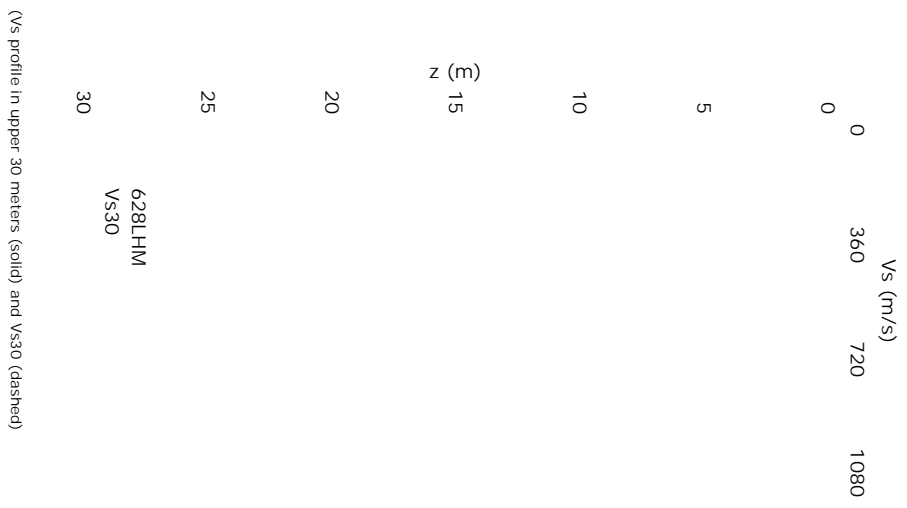 Vs (m/s)
0 360 720 1080
0
5
10
15
20
25
30
z (m)
628LHM
Vs30
(Vs profile in upper 30 meters (solid) and Vs30 (dashed)